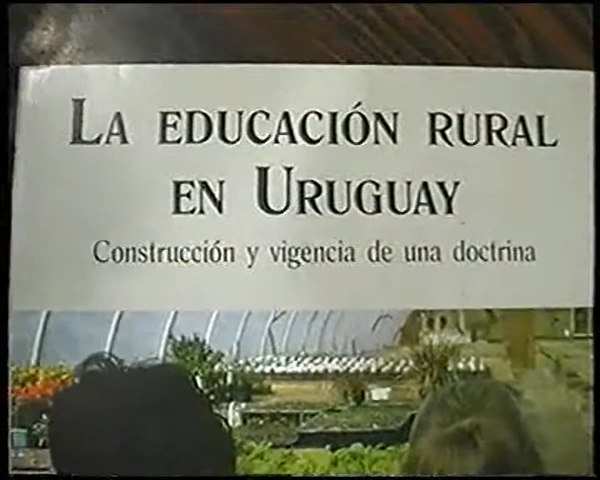 La educación rural
en Uruguay
Construcción y vigencia de una doctrina